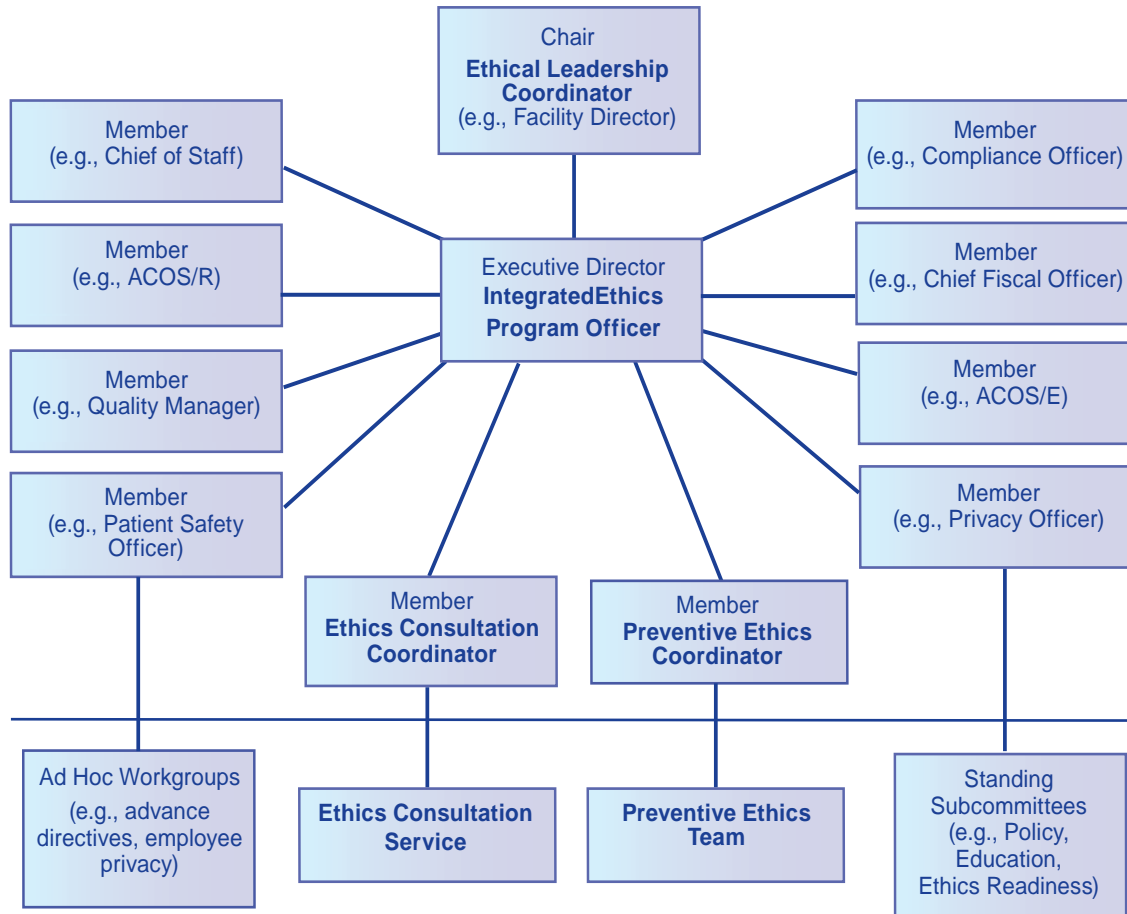 Chair
Ethical Leadership
Coordinator
(e.g., Facility Director)
Member
(e.g., Chief of Staff)
Member
(e.g., Compliance Officer)
Member
(e.g., ACOS/R)
Executive Director
IntegratedEthics
Program Officer
Member
(e.g., Chief Fiscal Officer)
Member
(e.g., Quality Manager)
Member
(e.g., ACOS/E)
Member
(e.g., Patient Safety
Officer)
Member
(e.g., Privacy Officer)
Member
Ethics Consultation
Coordinator
Member
Preventive Ethics
Coordinator
Ad Hoc Workgroups
(e.g., advance
directives, employee
privacy)
Ethics Consultation
Service
Preventive Ethics
Team
Standing
Subcommittees
(e.g., Policy,
Education,
Ethics Readiness)